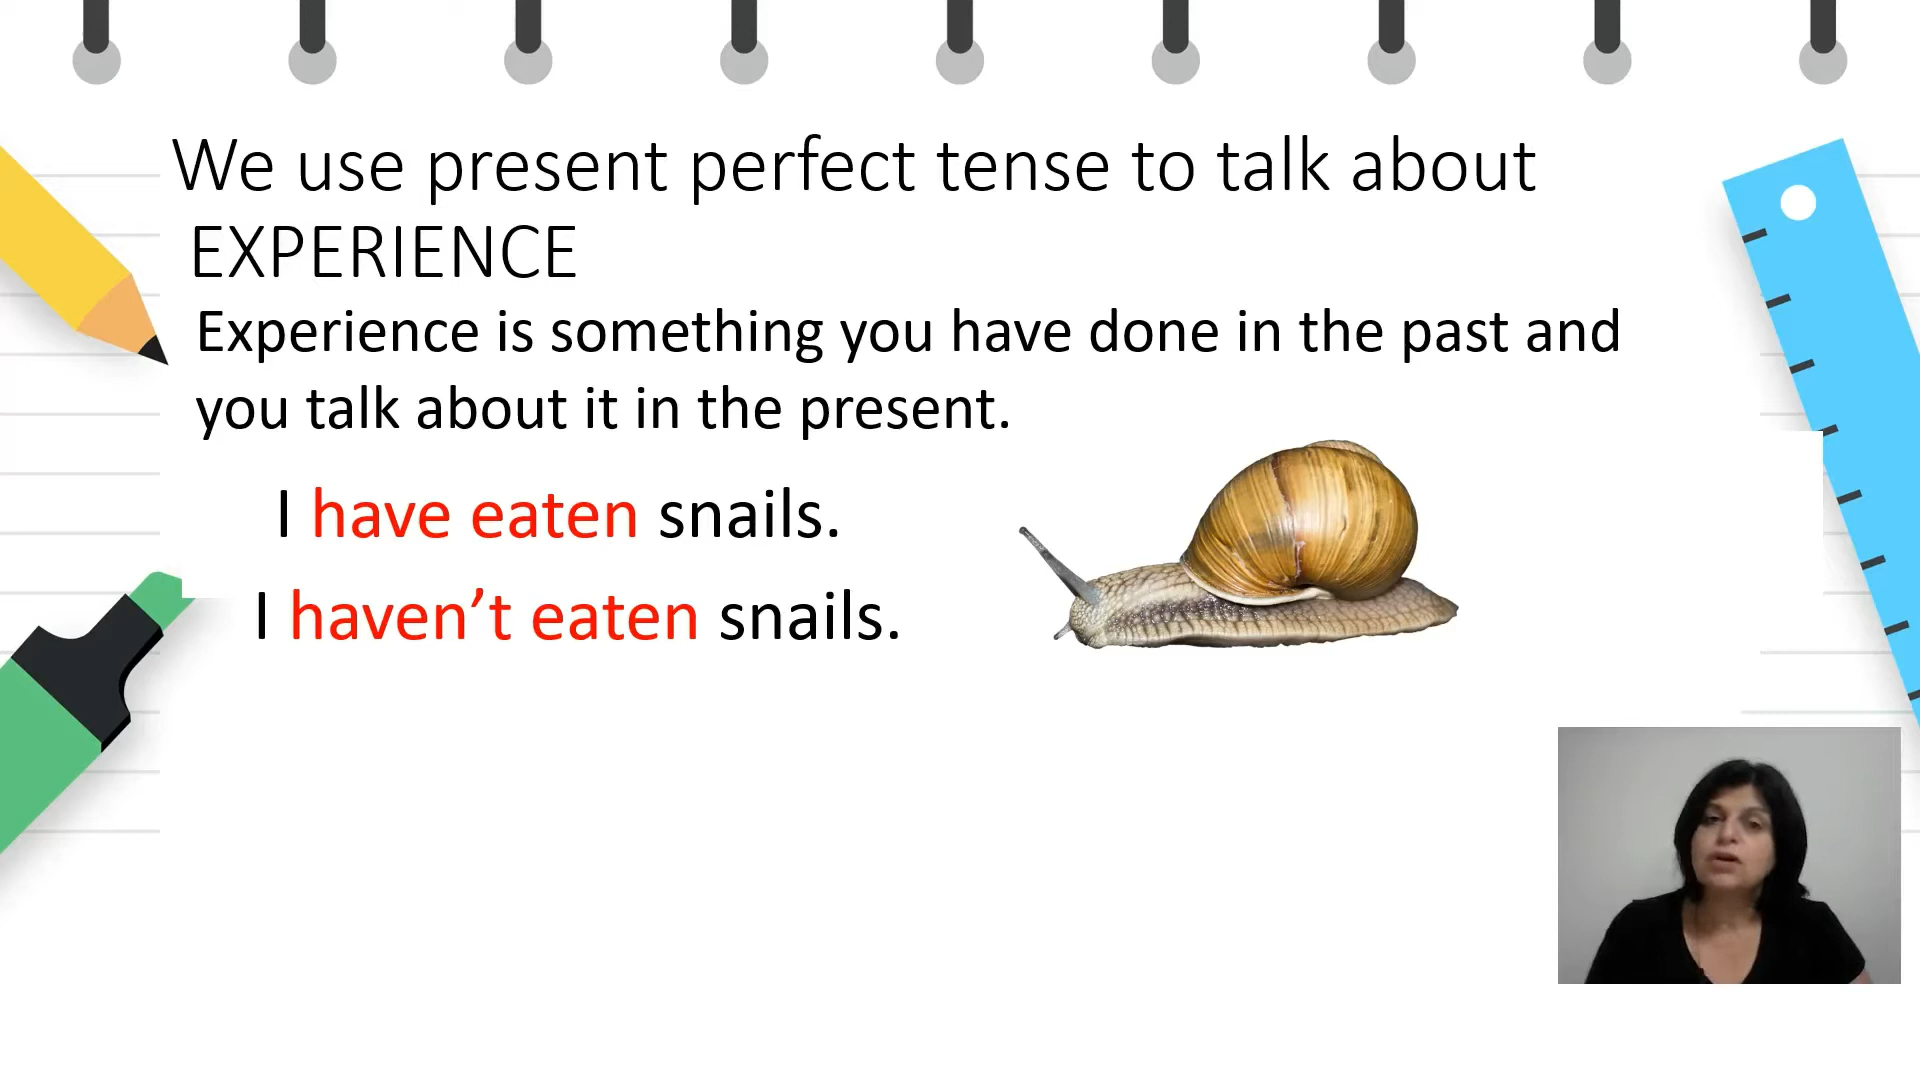 We use present perfect tense to talk about
EXPERIENCE
Experience is something you have done in the past and
you talk about it in the present.
I have eaten snails.
I haven’t eaten snails.